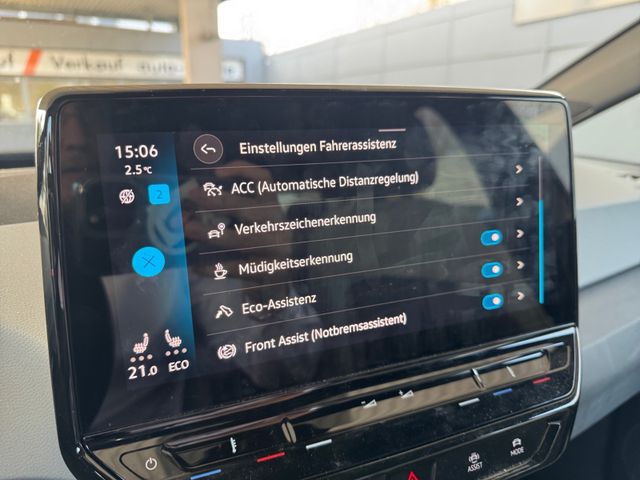 Verkauf auto
15:06
2.5°C
2
Einstellungen Fahrerassistenz
ACC (Automatische Distanzregelung)
Verkehrszeichenerkennung
Müdigkeitserkennung
Eco-Assistenz
Front Assist (Notbremsassistent)
21.0
ECO
ASSIST
MODE